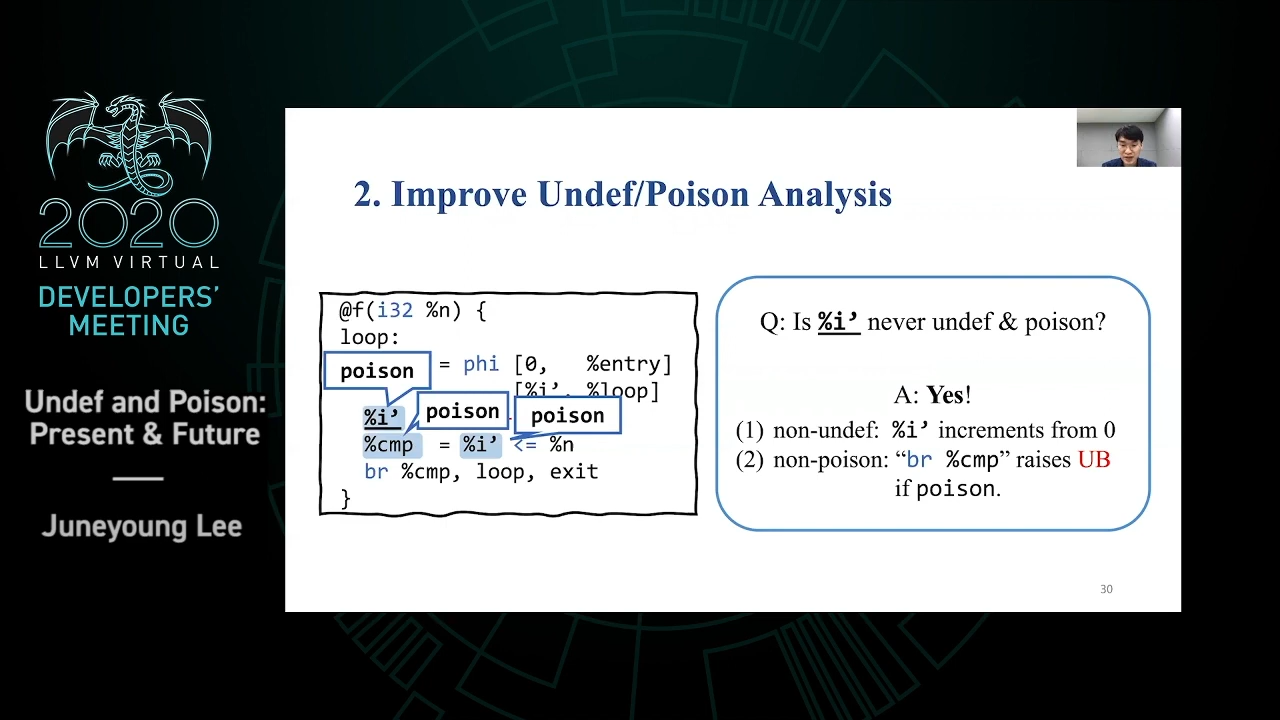 2020
LLVM VIRTUAL
DEVELOPERS'
MEETING
Undef and Poison:
Present & Future
Juneyoung Lee
2. Improve Undef/Poison Analysis
@f(i32 %n) {
loop:
poison = phi [0, %entry]
[%i’, %loop]
%i’ poison poison
%cmp = %i’ <= %n
br %cmp, loop, exit
}
Q: Is %i’ never undef & poison?
A: Yes!
(1) non-undef: %i’ increments from 0
(2) non-poison: “br %cmp” raises UB
if poison.
30